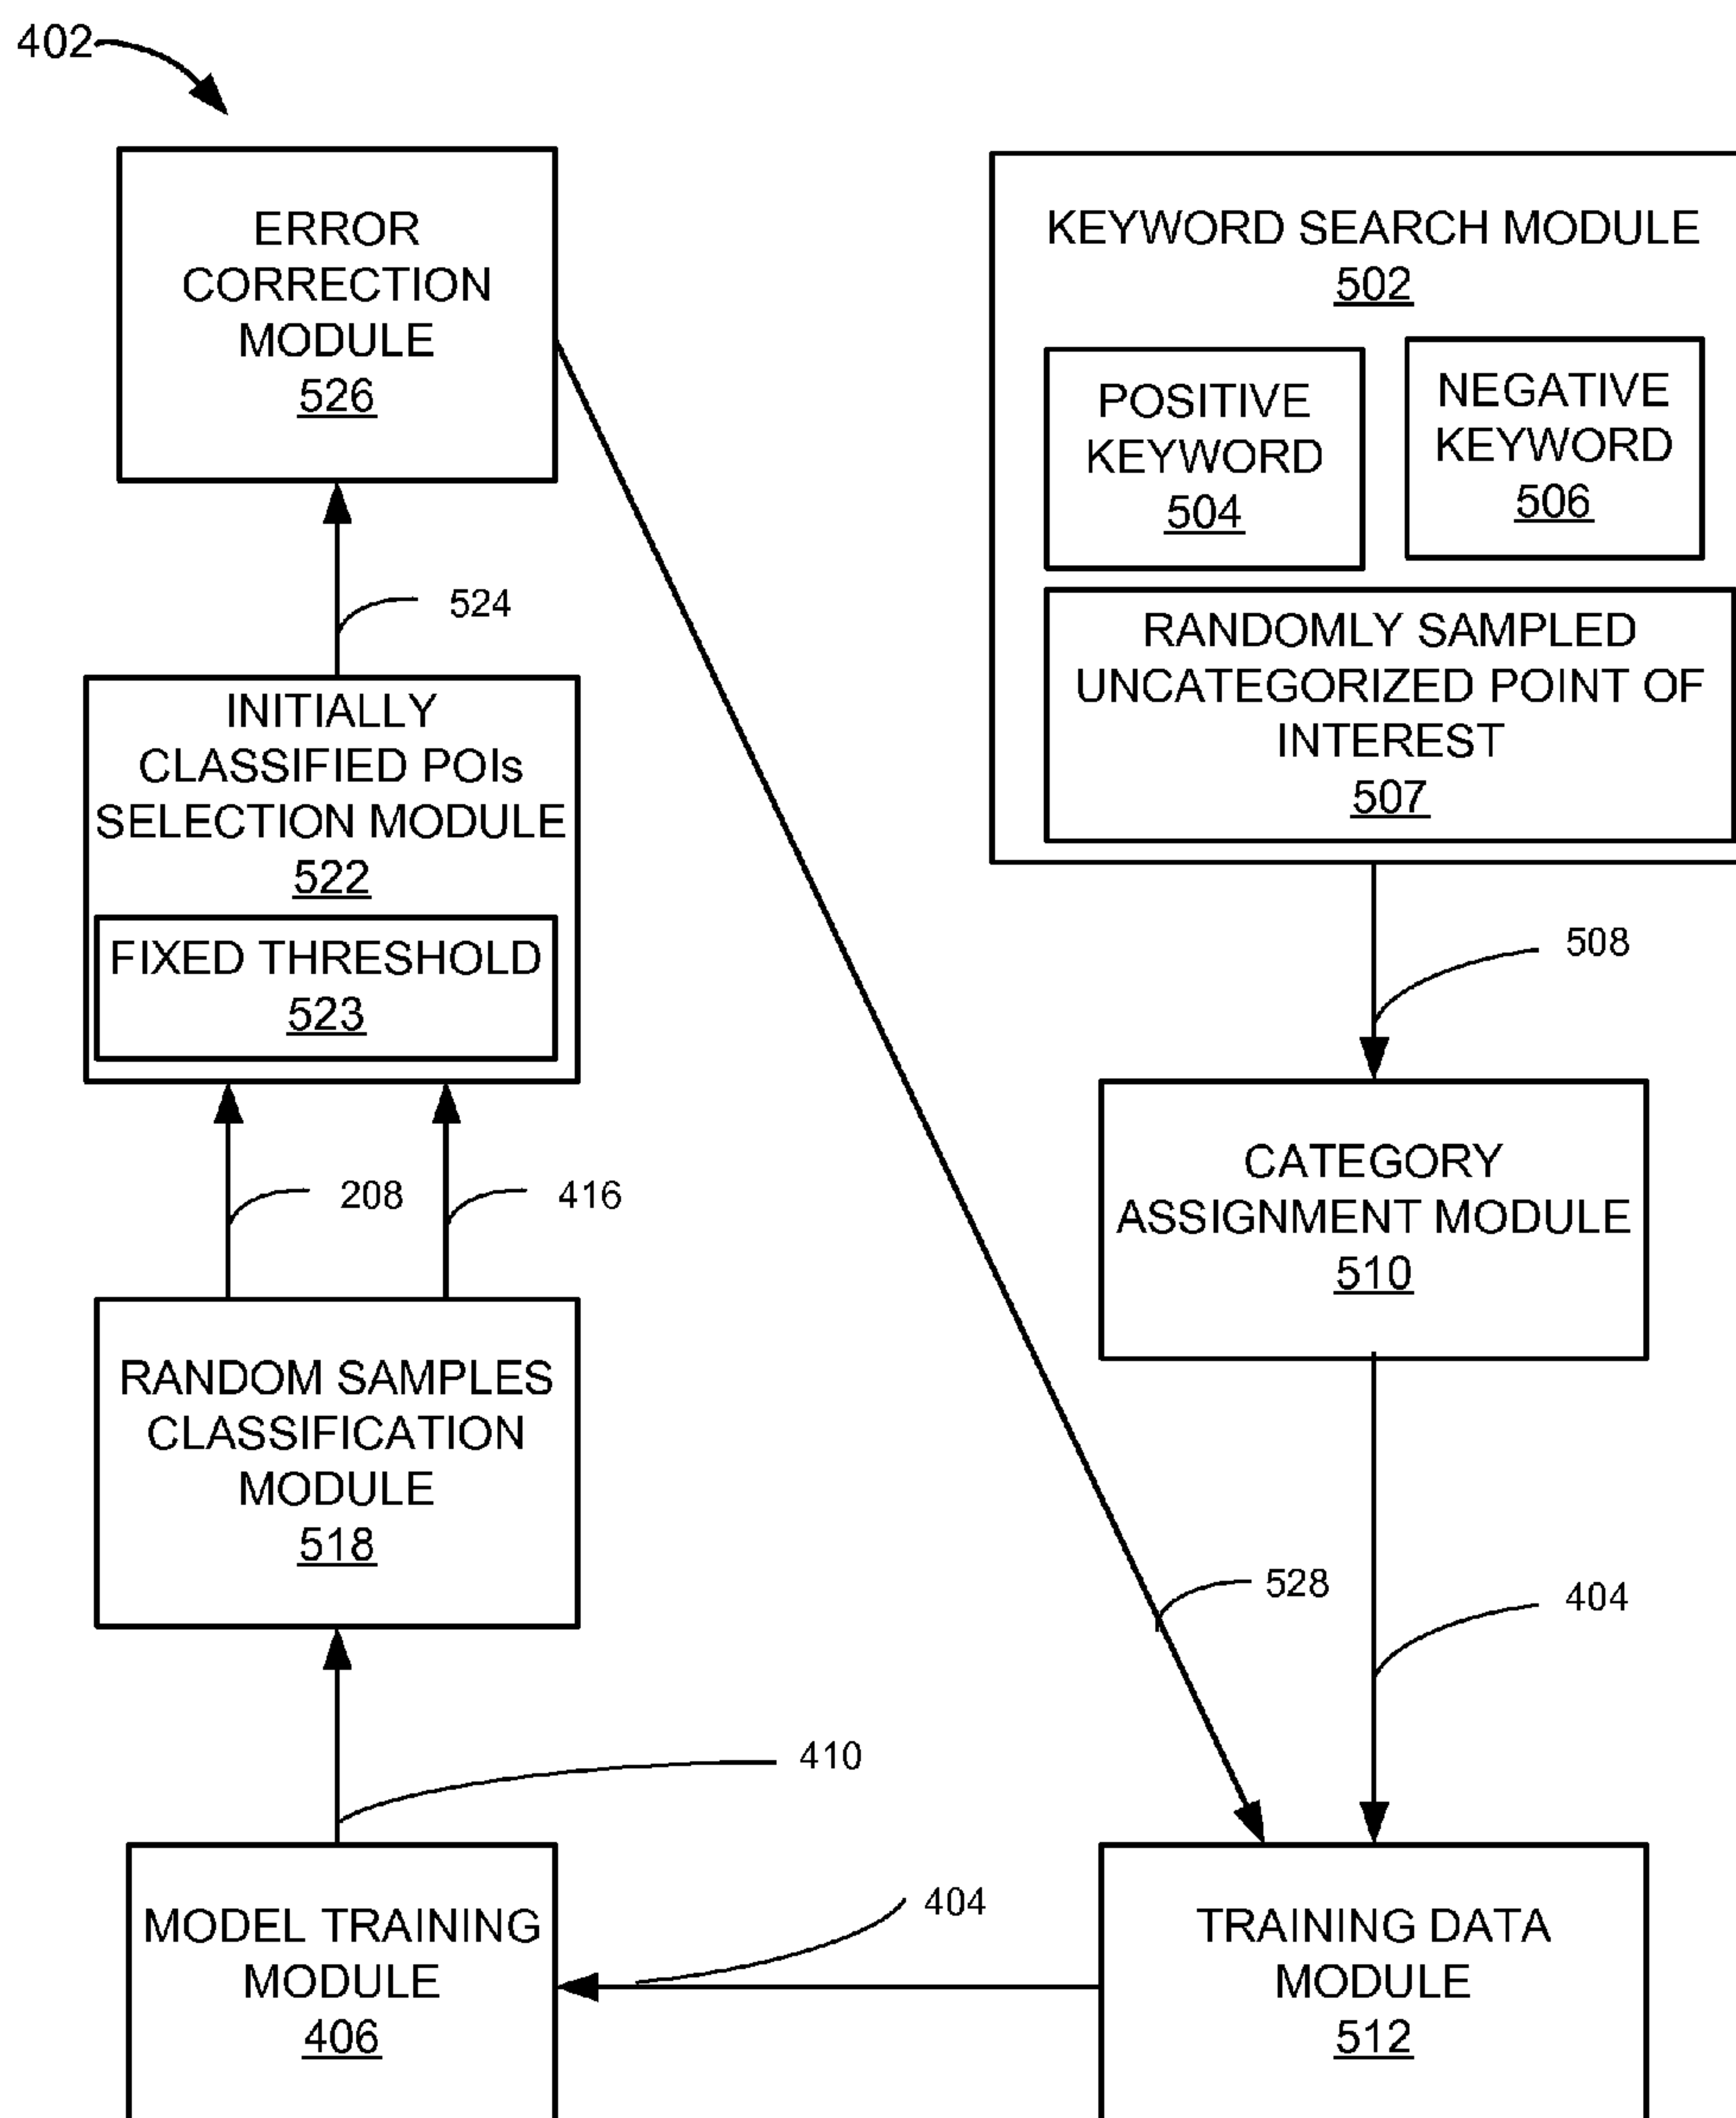 402
ERROR
CORRECTION
MODULE
526
524
INITIALLY
CLASSIFIED POIs
SELECTION MODULE
522
FIXED THRESHOLD
523
208
416
RANDOM SAMPLES
CLASSIFICATION
MODULE
518
410
MODEL TRAINING
MODULE
406
KEYWORD SEARCH MODULE
502
POSITIVE
KEYWORD
504
NEGATIVE
KEYWORD
506
RANDOMLY SAMPLED
UNCATEGORIZED POINT OF
INTEREST
507
508
CATEGORY
ASSIGNMENT MODULE
510
528
404
404
TRAINING DATA
MODULE
512